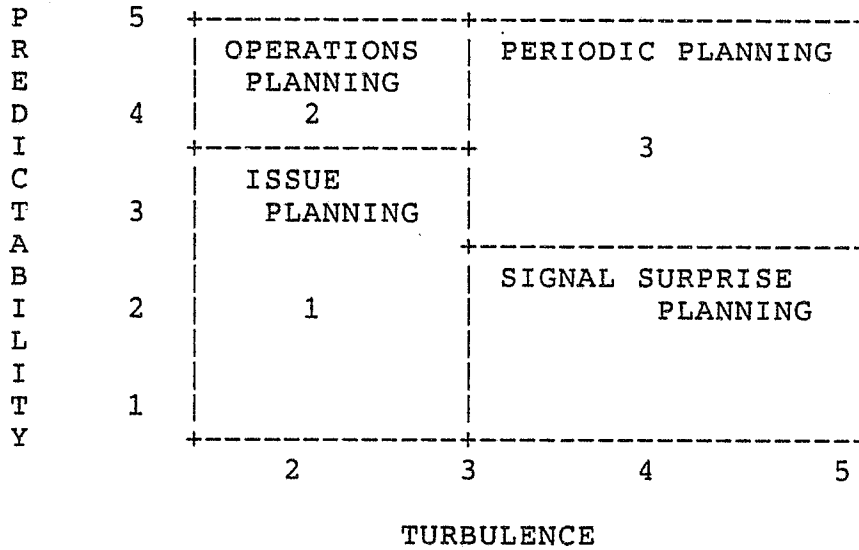 P 5
R OPERATIONS PERIODIC PLANNING
E PLANNING
D 4 2
I 3
C ISSUE
T 3 PLANNING
A
B SIGNAL SURPRISE
I 2 1 PLANNING
L
I
T 1
Y
2 3 4 5
TURBULENCE